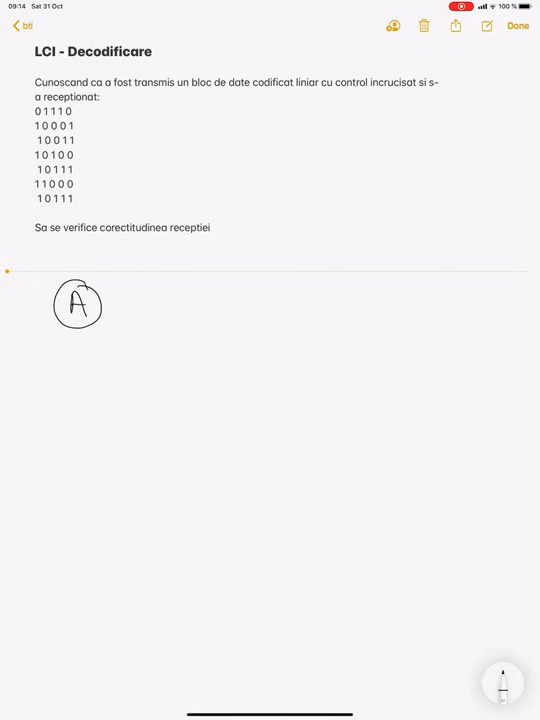 09:14 Sat 31 Oct
100 %
bti
Done
LCI - Decodificare
Cunoscand ca a fost transmis un bloc de date codificat liniar cu control incrucisat si s-
a receptionat:
0 1 1 1 0
1 0 0 0 1
1 0 0 1 1
1 0 1 0 0
1 0 1 1 1
1 1 0 0 0
1 0 1 1 1
Sa se verifice corectitudinea receptiei